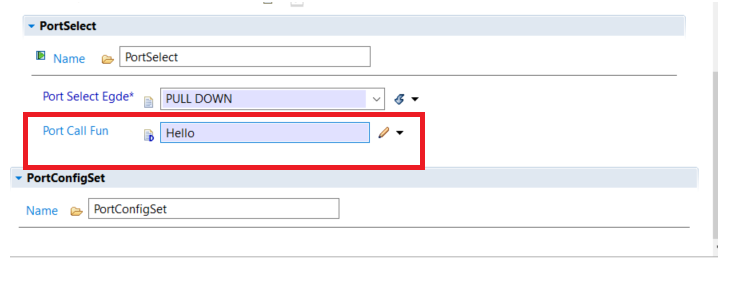 PortSelect
Name PortSelect
Port Select Egde* PULL DOWN
Port Call Fun Hello
PortConfigSet
Name PortConfigSet